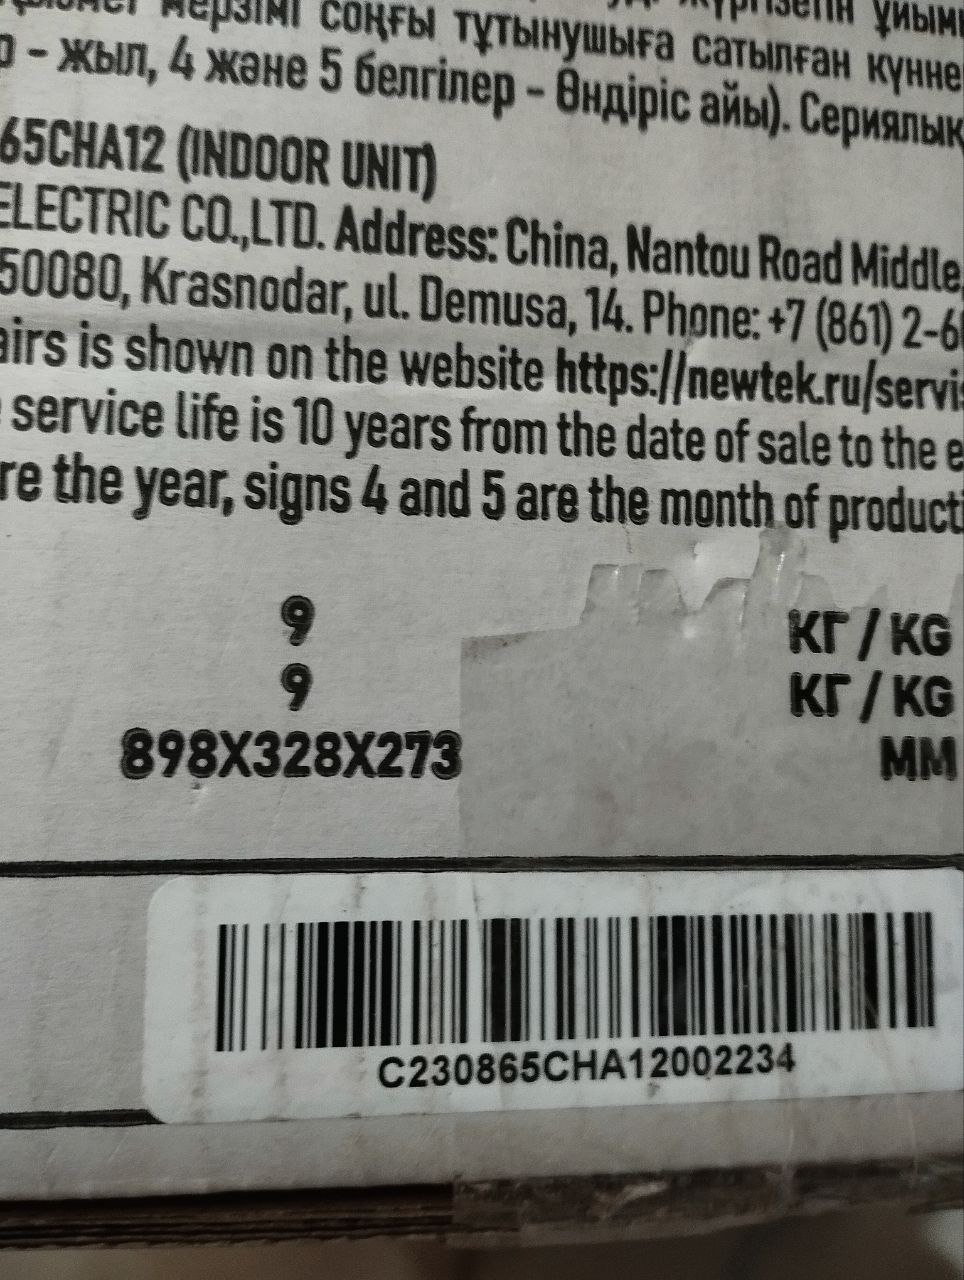 мерзімі соңғы тұтынушыға сатылған күнне
– жыл, 4 және 5 белгілер – Өндіріс айы). Сериялық
65CHA12 (INDOOR UNIT)
ELECTRIC CO.,LTD. Address: China, Nantou Road Middle,
50080, Krasnodar, ul. Demusa, 14. Phone: +7 (861) 2-6
airs is shown on the website https://newtek.ru/servis
service life is 10 years from the date of sale to the e
re the year, signs 4 and 5 are the month of producti
9 КГ / KG
9 КГ / KG
898X328X273 MM
C230865CHA12002234